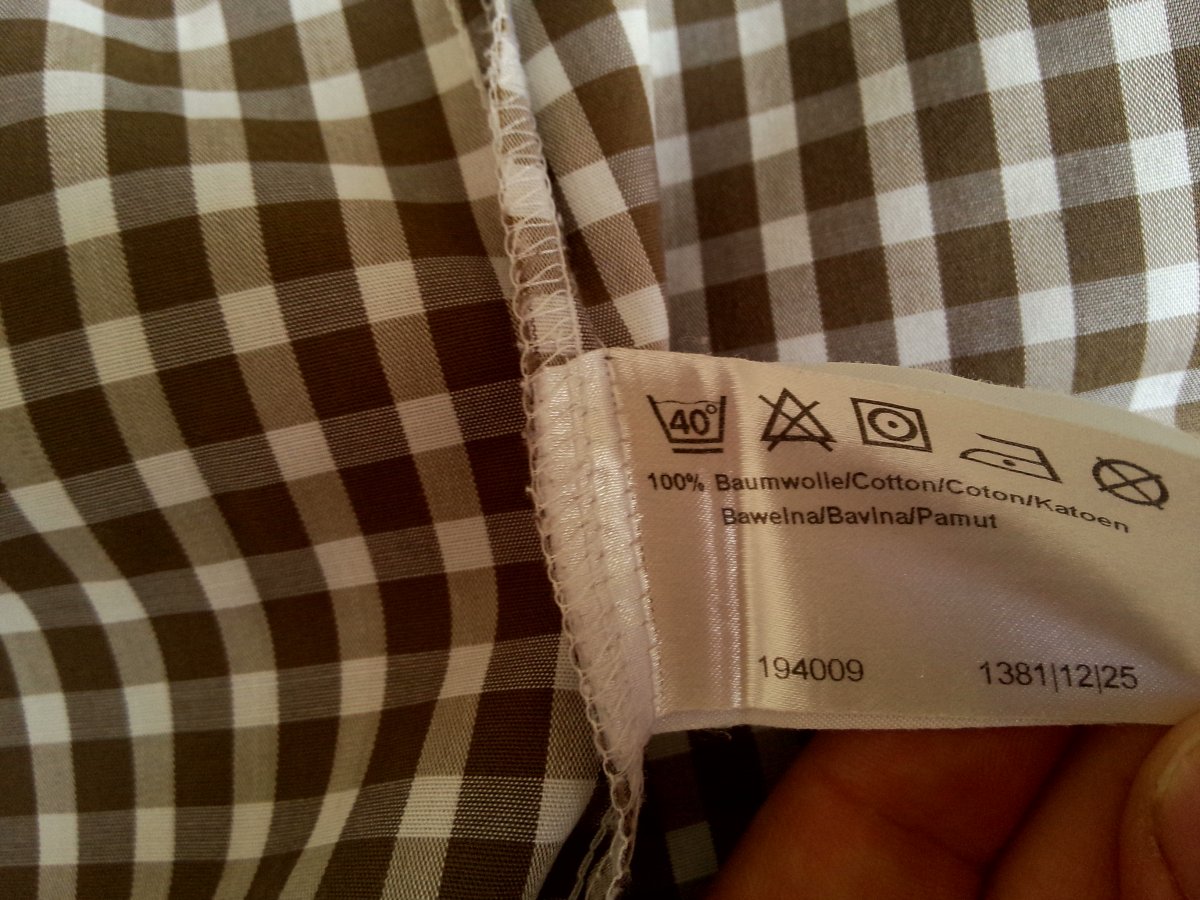 40°
100% Baumwolle/Cotton/Coton/Katoen
Bawełna/Bavlna/Pamut
194009 1381|12|25